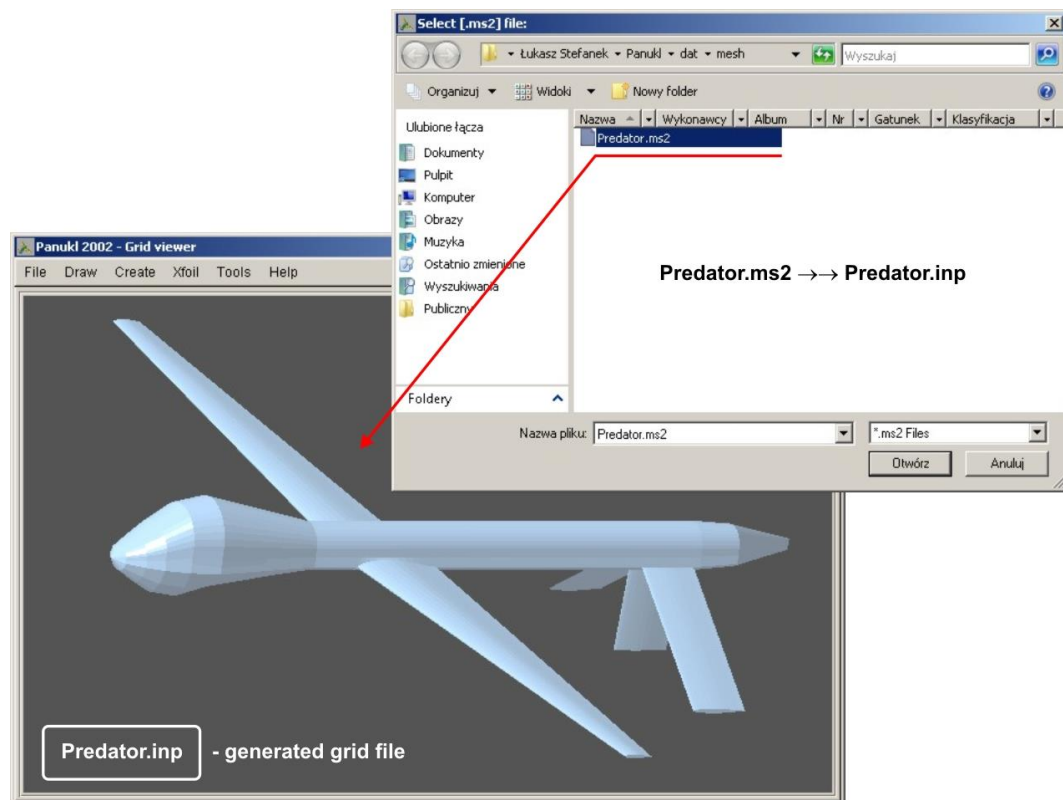 Select [.ms2] file:
Łukasz Stefanek Panukl dat mesh Wyszukaj
Organizuj Widoki Nowy folder
Ulubione łącza
Dokumenty
Pulpit
Komputer
Obrazy
Muzyka
Ostatnio zmienione
Wyszukiwania
Publiczny
Foldery
Nazwa Wykonawcy Album Nr Gatunek Klasyfikacja
Predator.ms2
Predator.ms2 →→ Predator.inp
Nazwa pliku: Predator.ms2 *.ms2 Files
Otwórz Anuluj
Panukl 2002 - Grid viewer
File Draw Create Xfoil Tools Help
Predator.inp - generated grid file